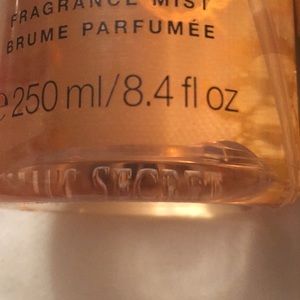 FRAGRANCE MIST
BRUME PARFUMÉE
e 250 ml/8.4 fl oz
SECRET